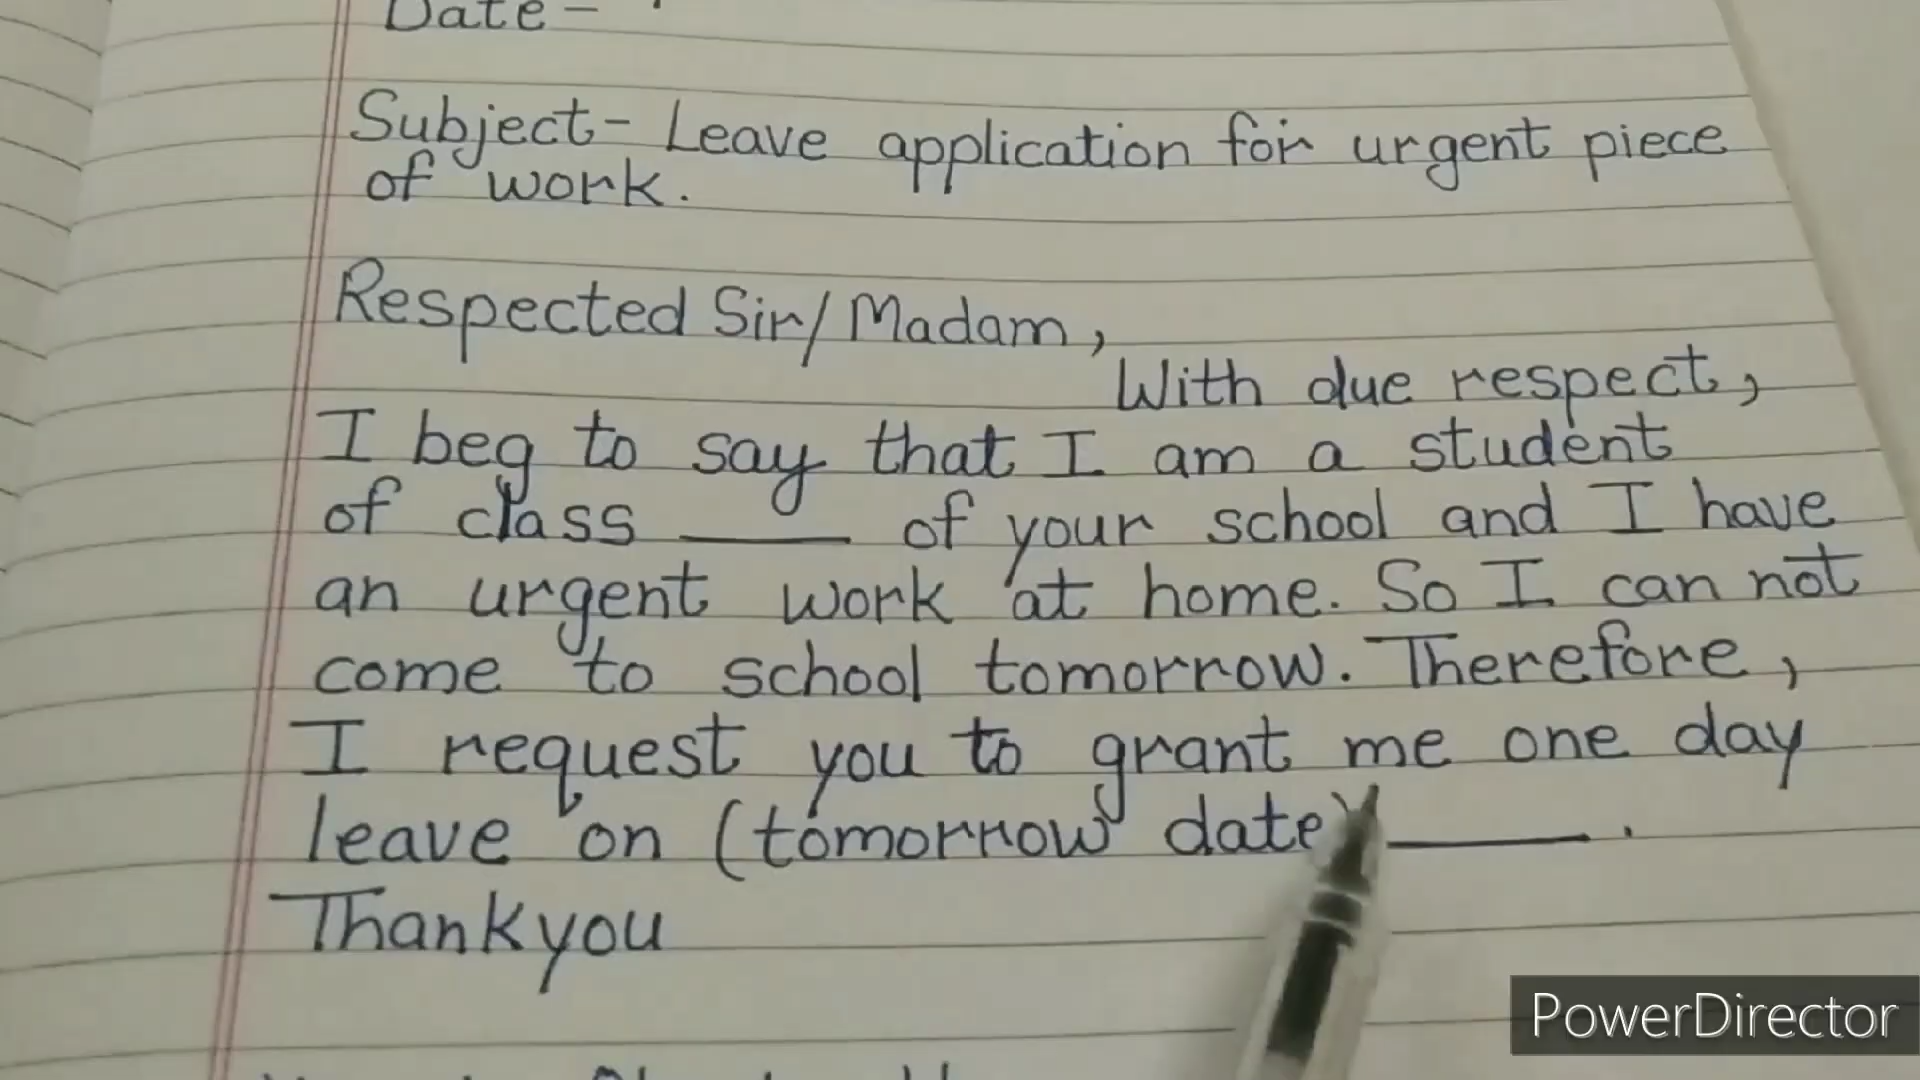 Date -
Subject - Leave application for urgent piece
of work.
Respected Sir/Madam,
With due respect,
I beg to say that I am a student
of class ____ of your school and I have
an urgent work at home. So I can not
come to school tomorrow. Therefore,
I request you to grant me one day
leave on (tomorrow date) ____ .
Thankyou
PowerDirector